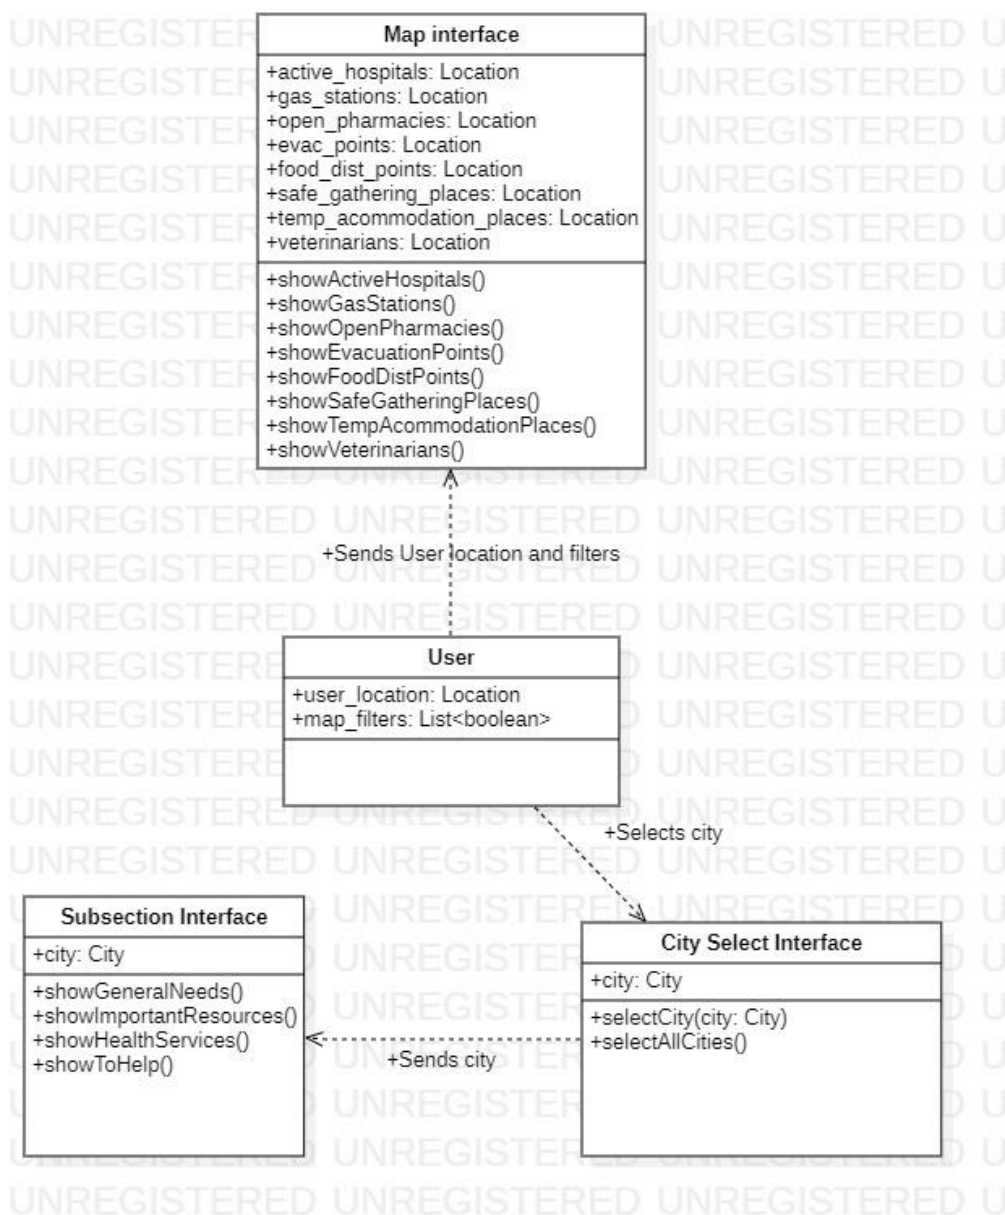 Map interface
+active_hospitals: Location
+gas_stations: Location
+open_pharmacies: Location
+evac_points: Location
+food_dist_points: Location
+safe_gathering_places: Location
+temp_acommodation_places: Location
+veterinarians: Location
+showActiveHospitals()
+showGasStations()
+showOpenPharmacies()
+showEvacuationPoints()
+showFoodDistPoints()
+showSafeGatheringPlaces()
+showTempAcommodationPlaces()
+showVeterinarians()
+Sends User location and filters
User
+user_location: Location
+map_filters: List<boolean>
+Selects city
Subsection Interface
+city: City
+showGeneralNeeds()
+showImportantResources()
+showHealthServices()
+showToHelp()
+Sends city
City Select Interface
+city: City
+selectCity(city: City)
+selectAllCities()
UNREGISTERED